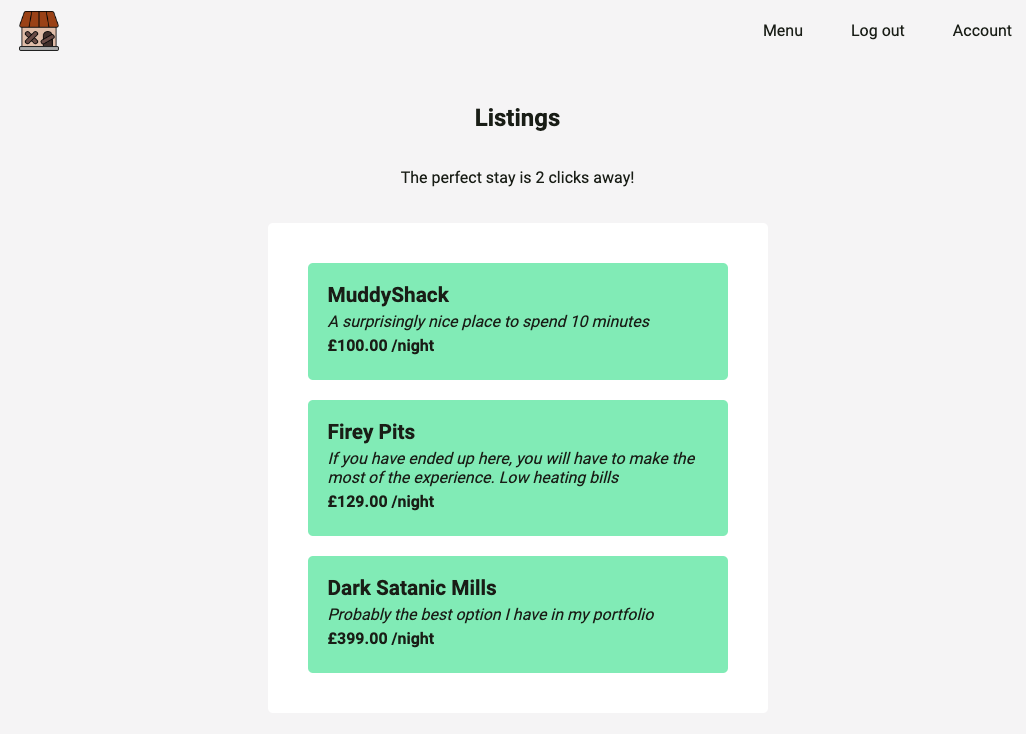 Menu Log out Account
Listings
The perfect stay is 2 clicks away!
MuddyShack
A surprisingly nice place to spend 10 minutes
£100.00 /night
Firey Pits
If you have ended up here, you will have to make the
most of the experience. Low heating bills
£129.00 /night
Dark Satanic Mills
Probably the best option I have in my portfolio
£399.00 /night